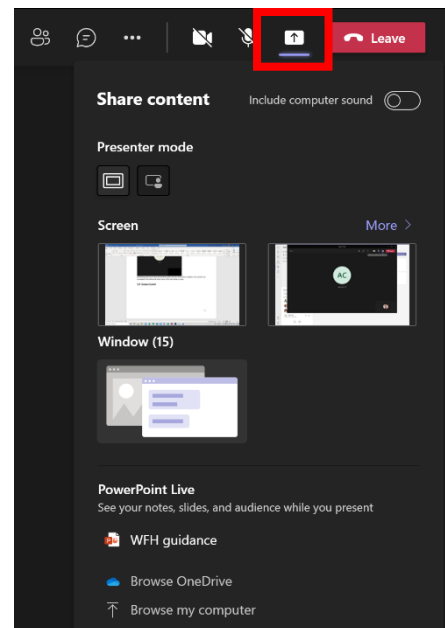 Leave
Share content
Include computer sound
Presenter mode
Screen
More >
AC
Window (15)
PowerPoint Live
See your notes, slides, and audience while you present
WFH guidance
Browse OneDrive
Browse my computer